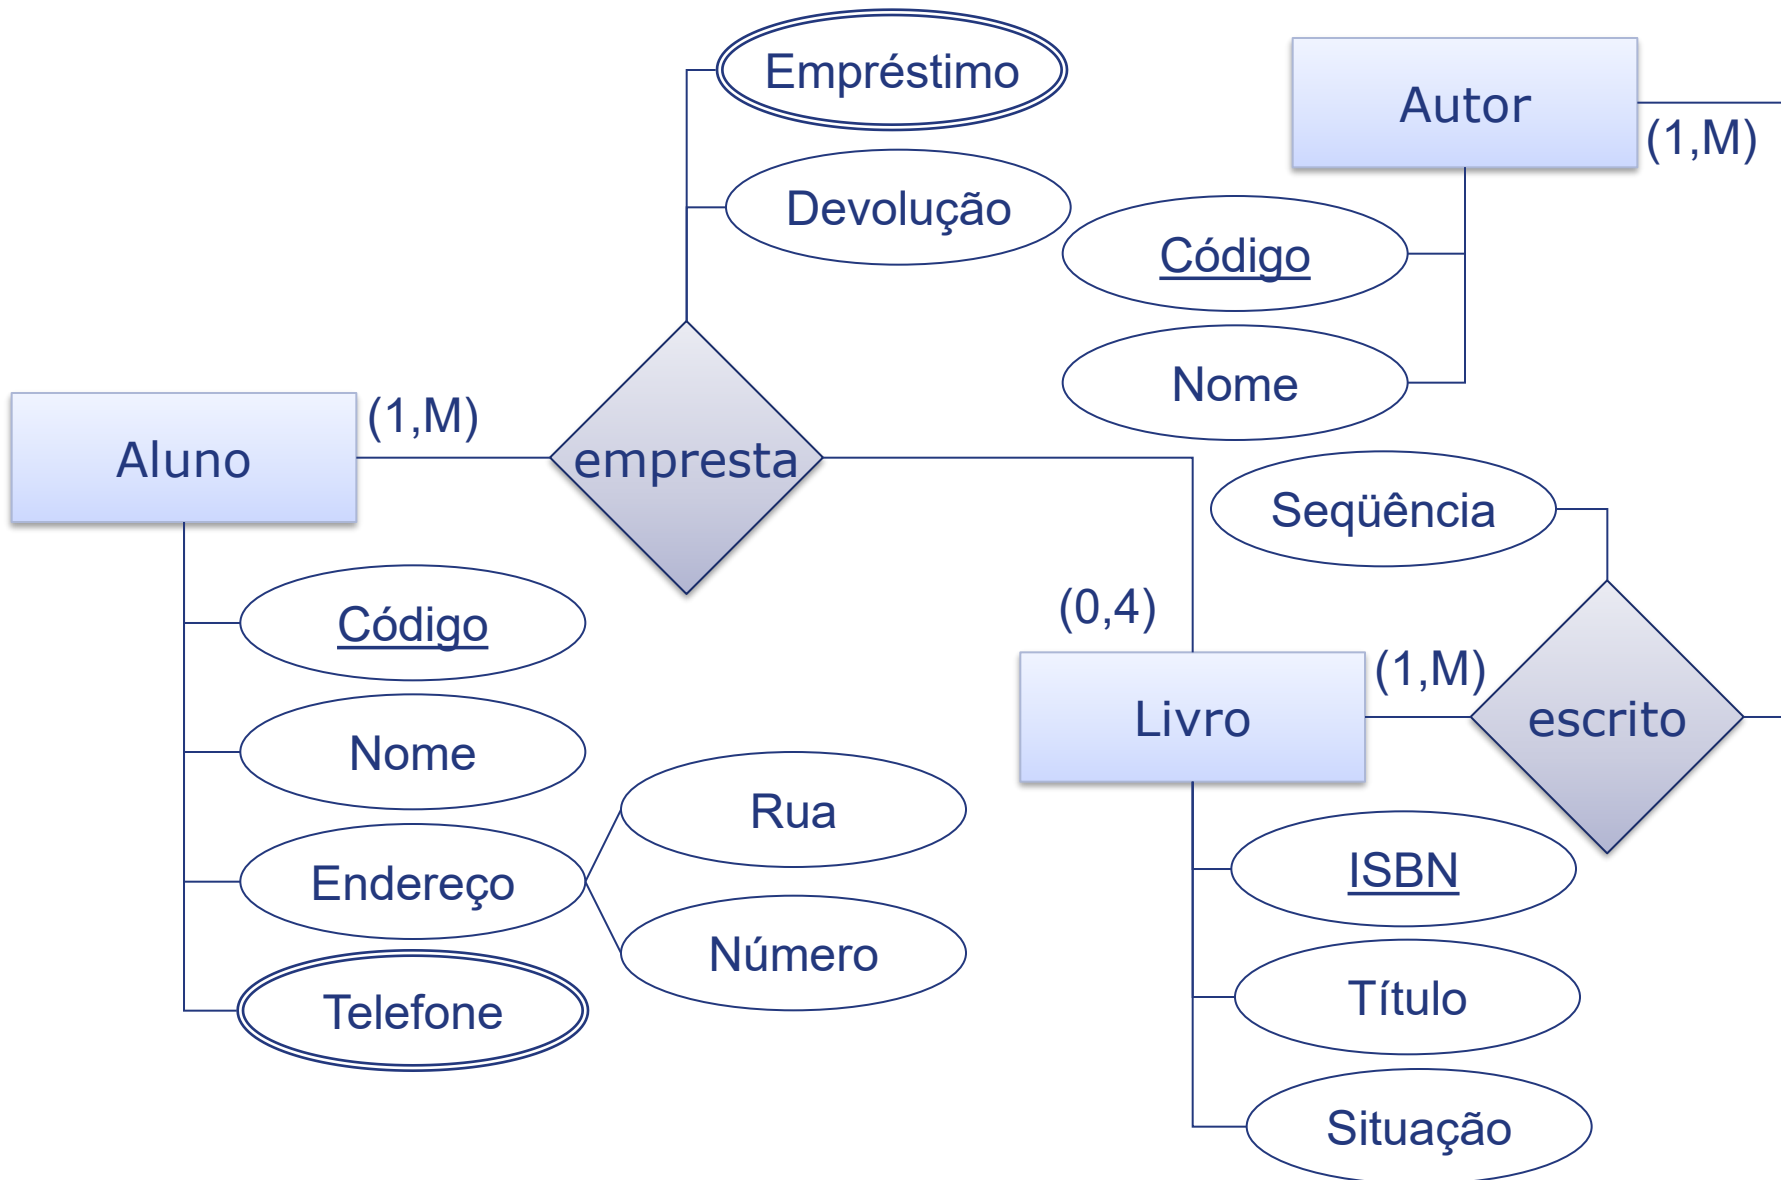 Empréstimo
Devolução
Autor
(1,M)
Código
Nome
Aluno
(1,M)
empresta
Seqüência
(0,4)
Livro
(1,M)
escrito
Código
Nome
Endereço
Rua
Número
Telefone
ISBN
Título
Situação